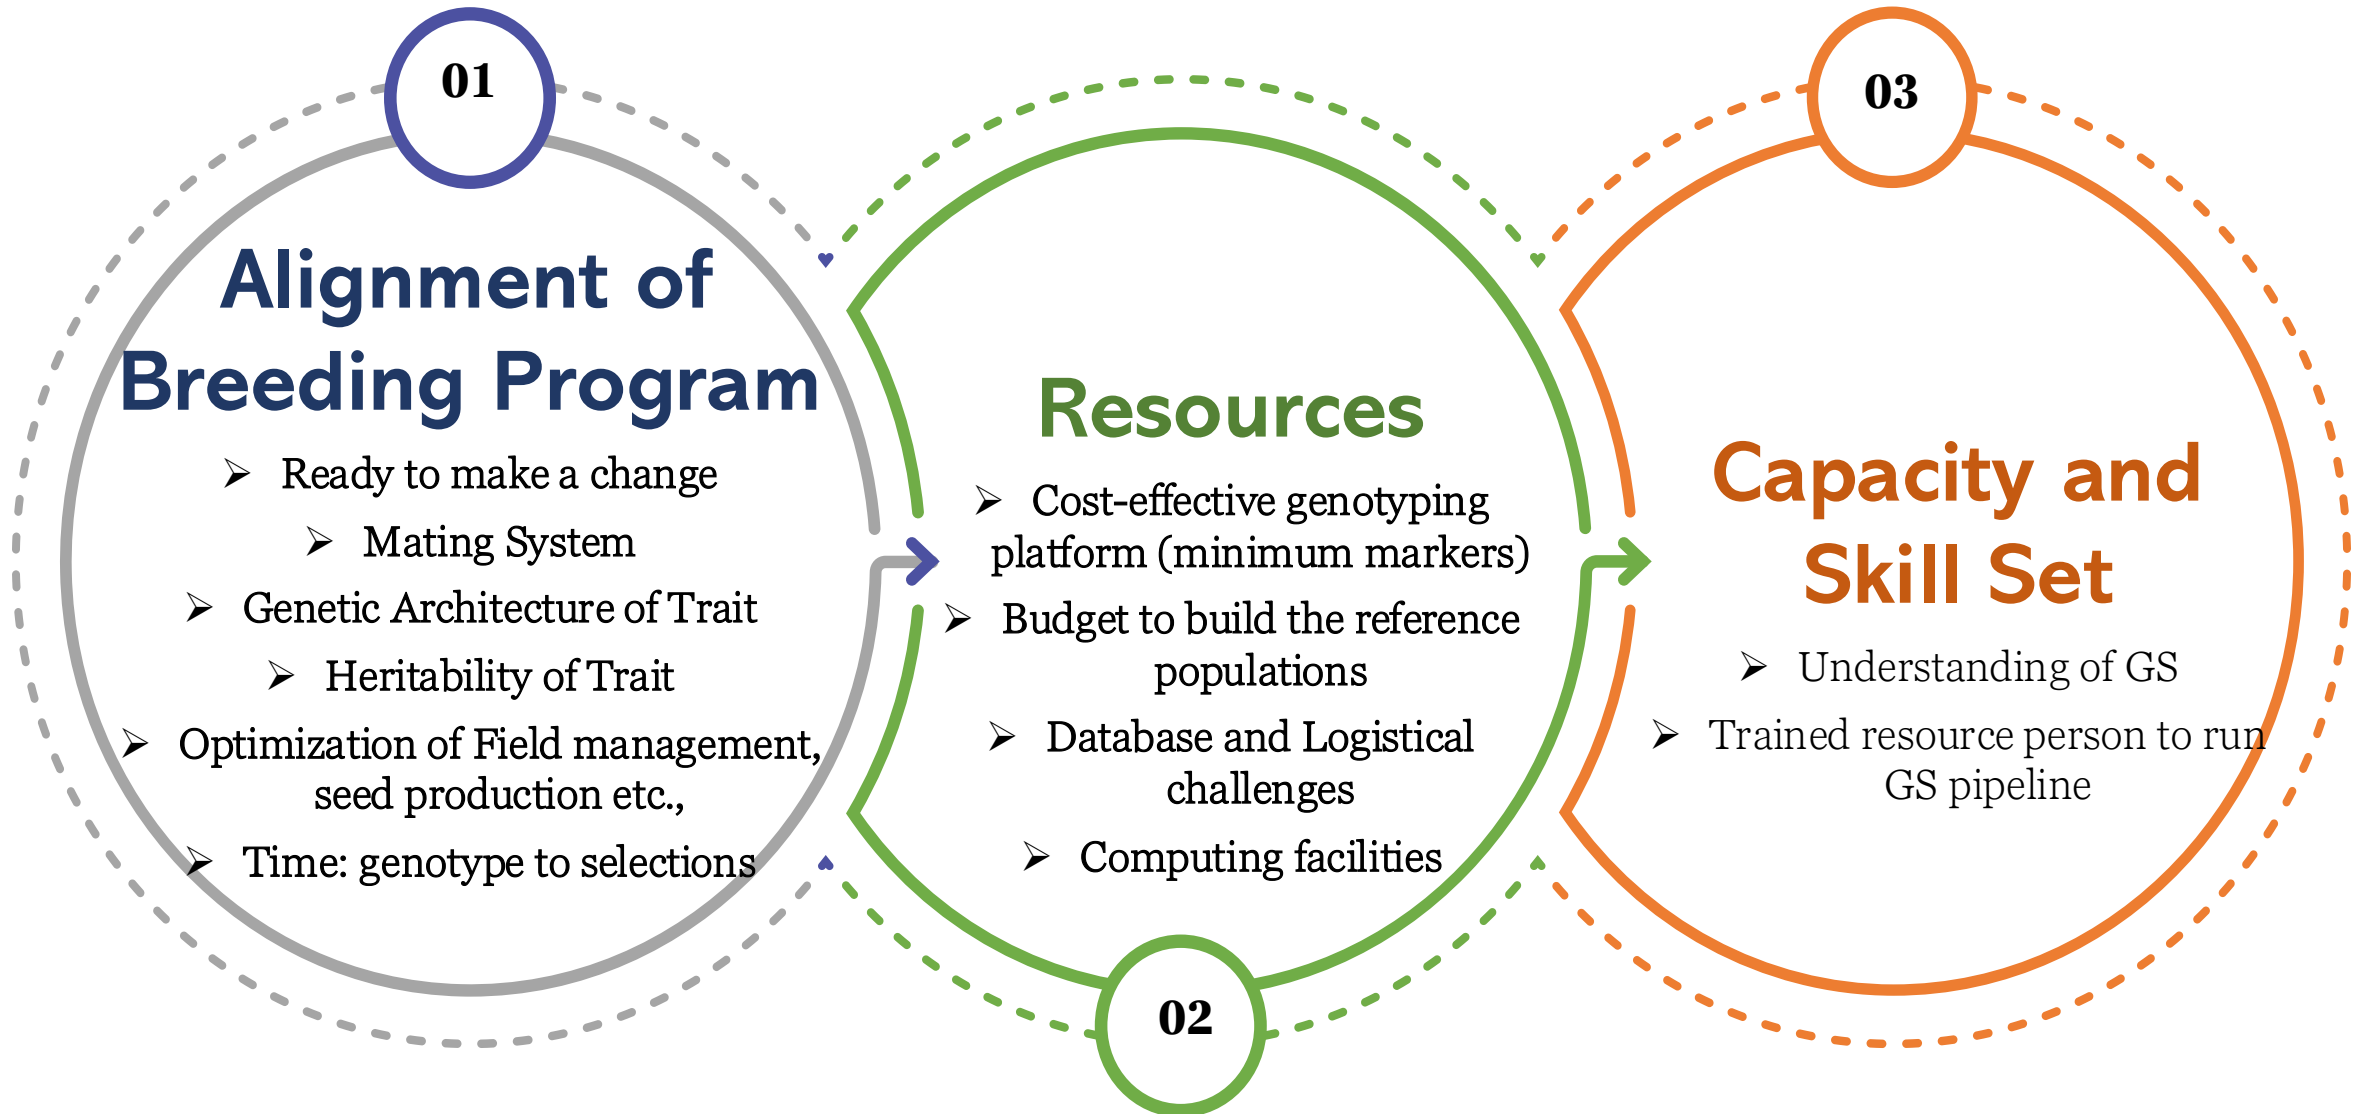 01
Alignment of
Breeding Program
➢ Ready to make a change
➢ Mating System
➢ Genetic Architecture of Trait
➢ Heritability of Trait
➢ Optimization of Field management,
seed production etc.,
➢ Time: genotype to selections
Resources
➢ Cost-effective genotyping
platform (minimum markers)
➢ Budget to build the reference
populations
➢ Database and Logistical
challenges
➢ Computing facilities
02
03
Capacity and
Skill Set
➢ Understanding of GS
➢ Trained resource person to run
GS pipeline